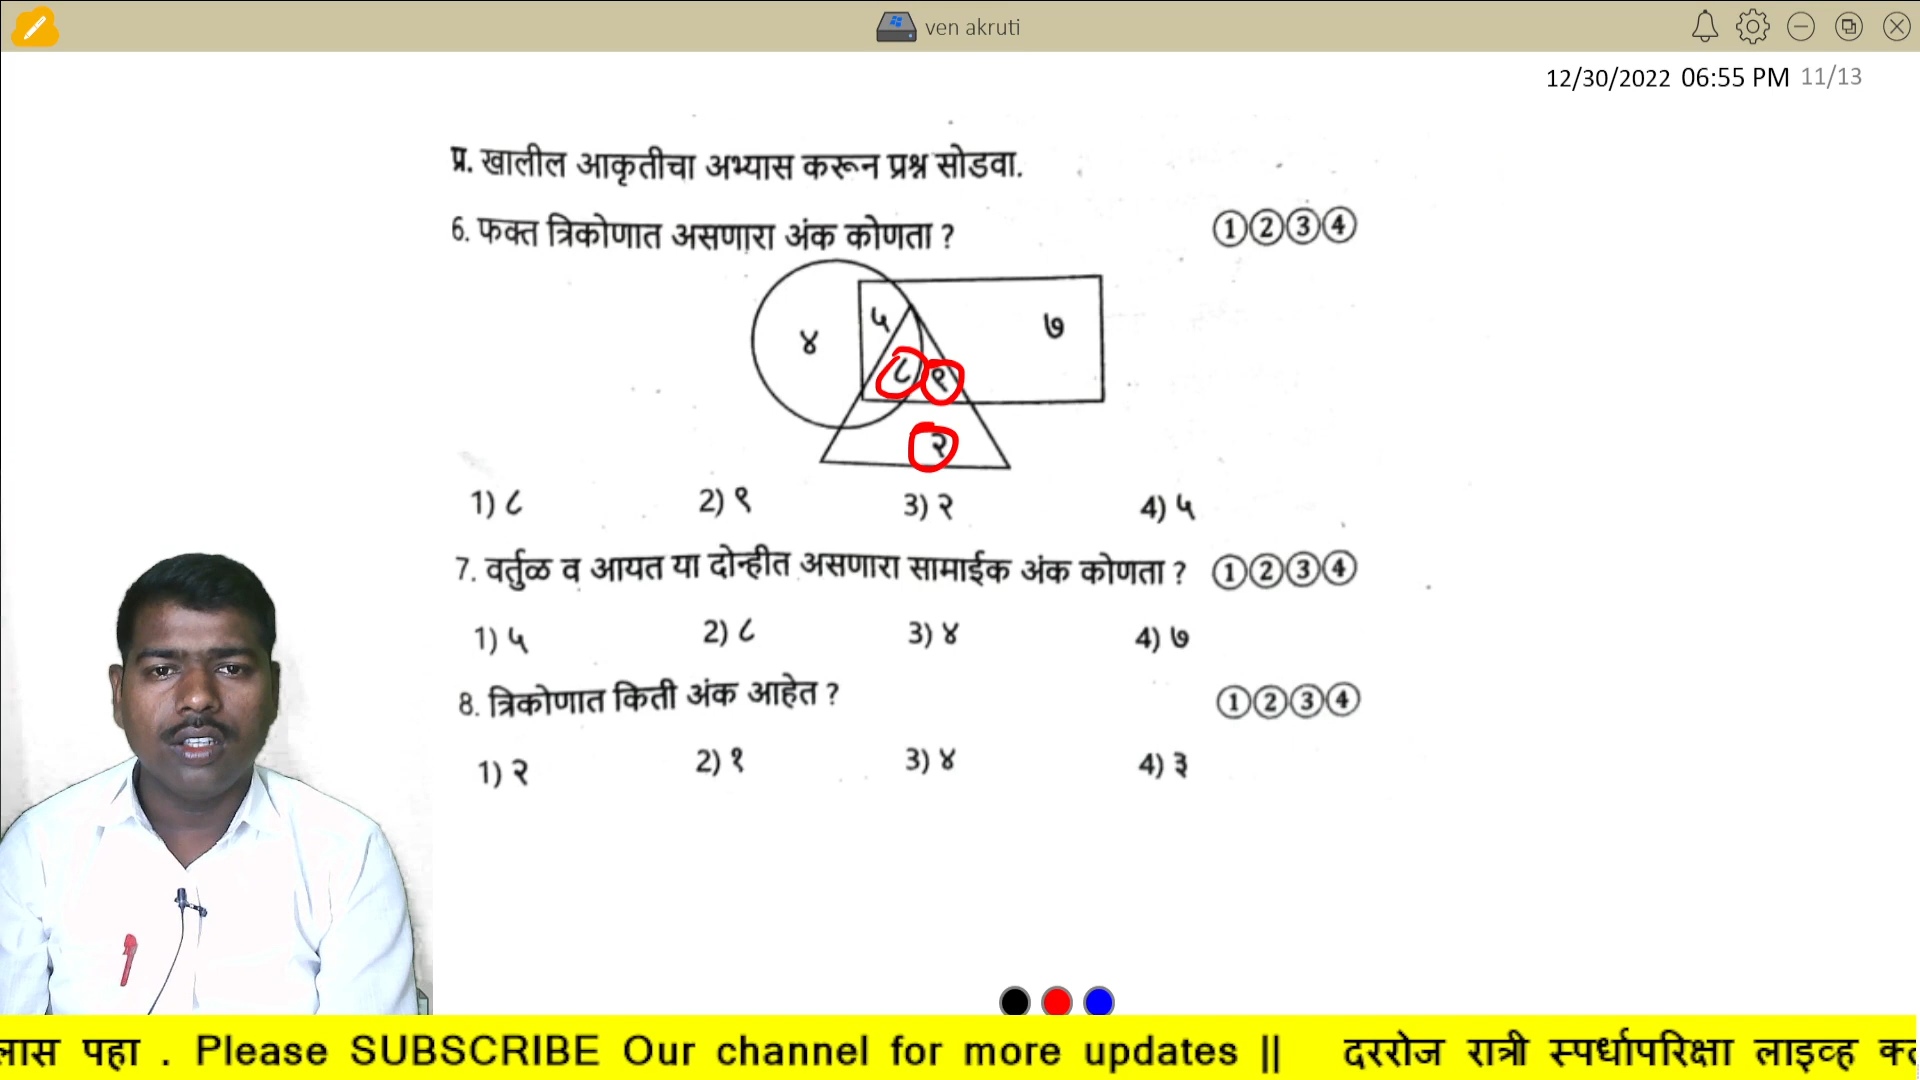 ven akruti
12/30/2022 06:55 PM 11/13
प्र. खालील आकृतीचा अभ्यास करून प्रश्न सोडवा.
6. फक्त त्रिकोणात असणारा अंक कोणता ? ①②③④
४ ५ ७
८ १
२
1) ८ 2) १ 3) २ 4) ५
7. वर्तुळ व आयत या दोन्हीत असणारा सामाईक अंक कोणता ? ①②③④
1) ५ 2) ८ 3) ४ 4) ७
8. त्रिकोणात किती अंक आहेत ? ①②③④
1) २ 2) १ 3) ४ 4) ३
लास पहा . Please SUBSCRIBE Our channel for more updates || दररोज रात्री स्पर्धापरिक्षा लाइव्ह